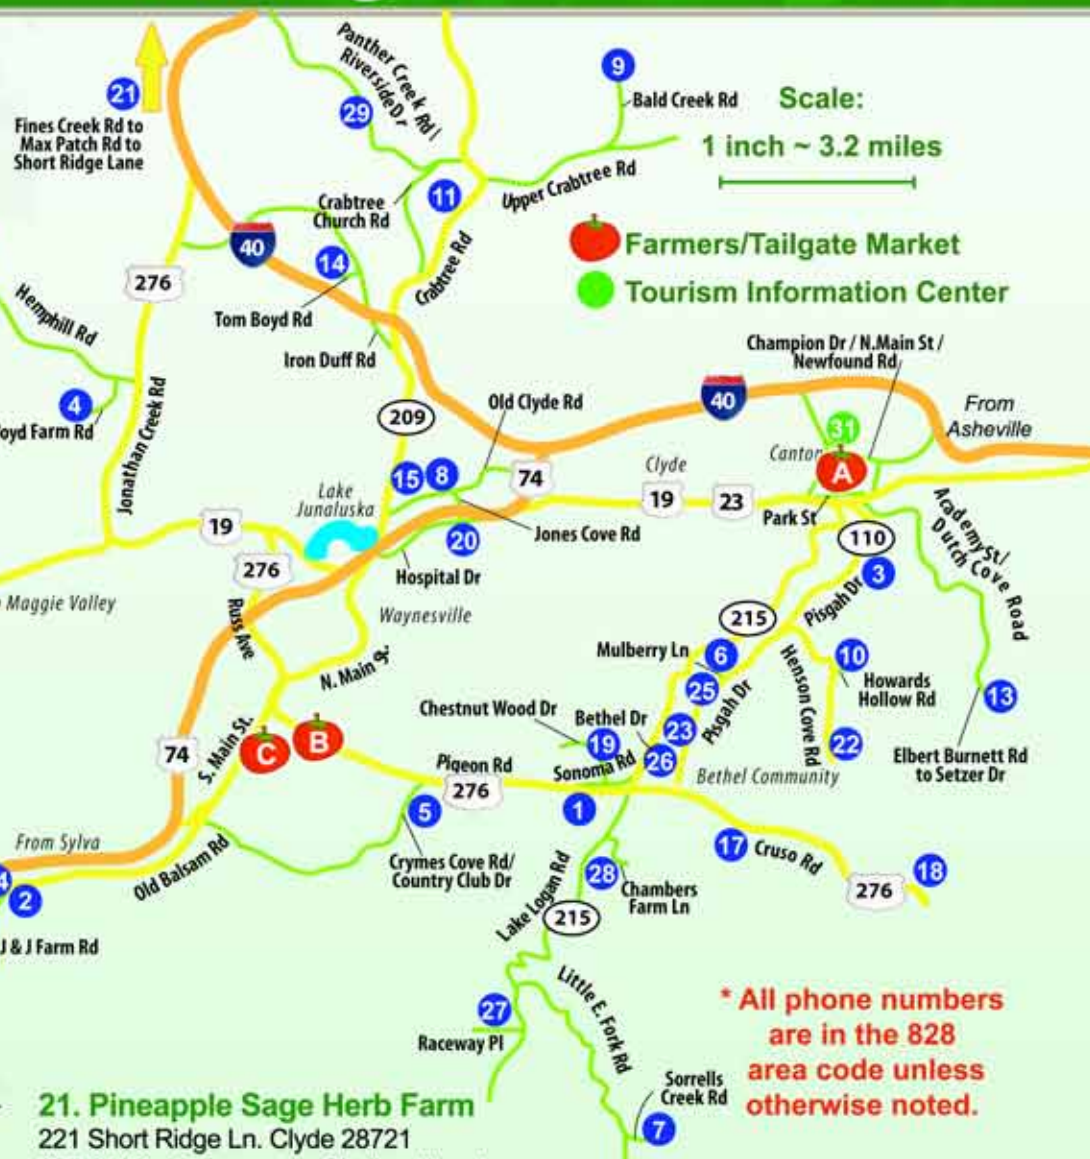 21
Fines Creek Rd to
Max Patch Rd to
Short Ridge Lane
Panther Creek Rd \
Riverside Dr
29
9
Bald Creek Rd
Scale:
1 inch ~ 3.2 miles
Crabtree
Church Rd
11
Upper Crabtree Rd
Farmers/Tailgate Market
Tourism Information Center
40
14
Crabtree Rd
276
Hemphill Rd
Tom Boyd Rd
Iron Duff Rd
Champion Dr / N.Main St /
Newfound Rd
4
oyd Farm Rd
Jonathan Creek Rd
209
Old Clyde Rd
40
From
Asheville
31
Canton
A
15
8
74
Clyde
19
23
Park St
Lake
Junaluska
Jones Cove Rd
19
20
110
Academy St/
Dutch Cove Road
276
Hospital Dr
3
Pisgah Dr
Maggie Valley
Russ Ave
Waynesville
215
Mulberry Ln
6
N. Main St.
25
Pisgah Dr
Henson Cove Rd
10
Howards
Hollow Rd
13
Chestnut Wood Dr
Bethel Dr
23
22
Elbert Burnett Rd
to Setzer Dr
74
S. Main St.
C
B
19
26
Pigeon Rd
276
Sonoma Rd
Bethel Community
5
1
From Sylva
Old Balsam Rd
Crymes Cove Rd/
Country Club Dr
17
Cruso Rd
276
18
4
2
Lake Logan Rd
28
Chambers
Farm Ln
215
J & J Farm Rd
27
Raceway Pl
Little E. Fork Rd
Sorrells
Creek Rd
7
* All phone numbers
are in the 828
area code unless
otherwise noted.
21. Pineapple Sage Herb Farm
221 Short Ridge Ln. Clyde 28721